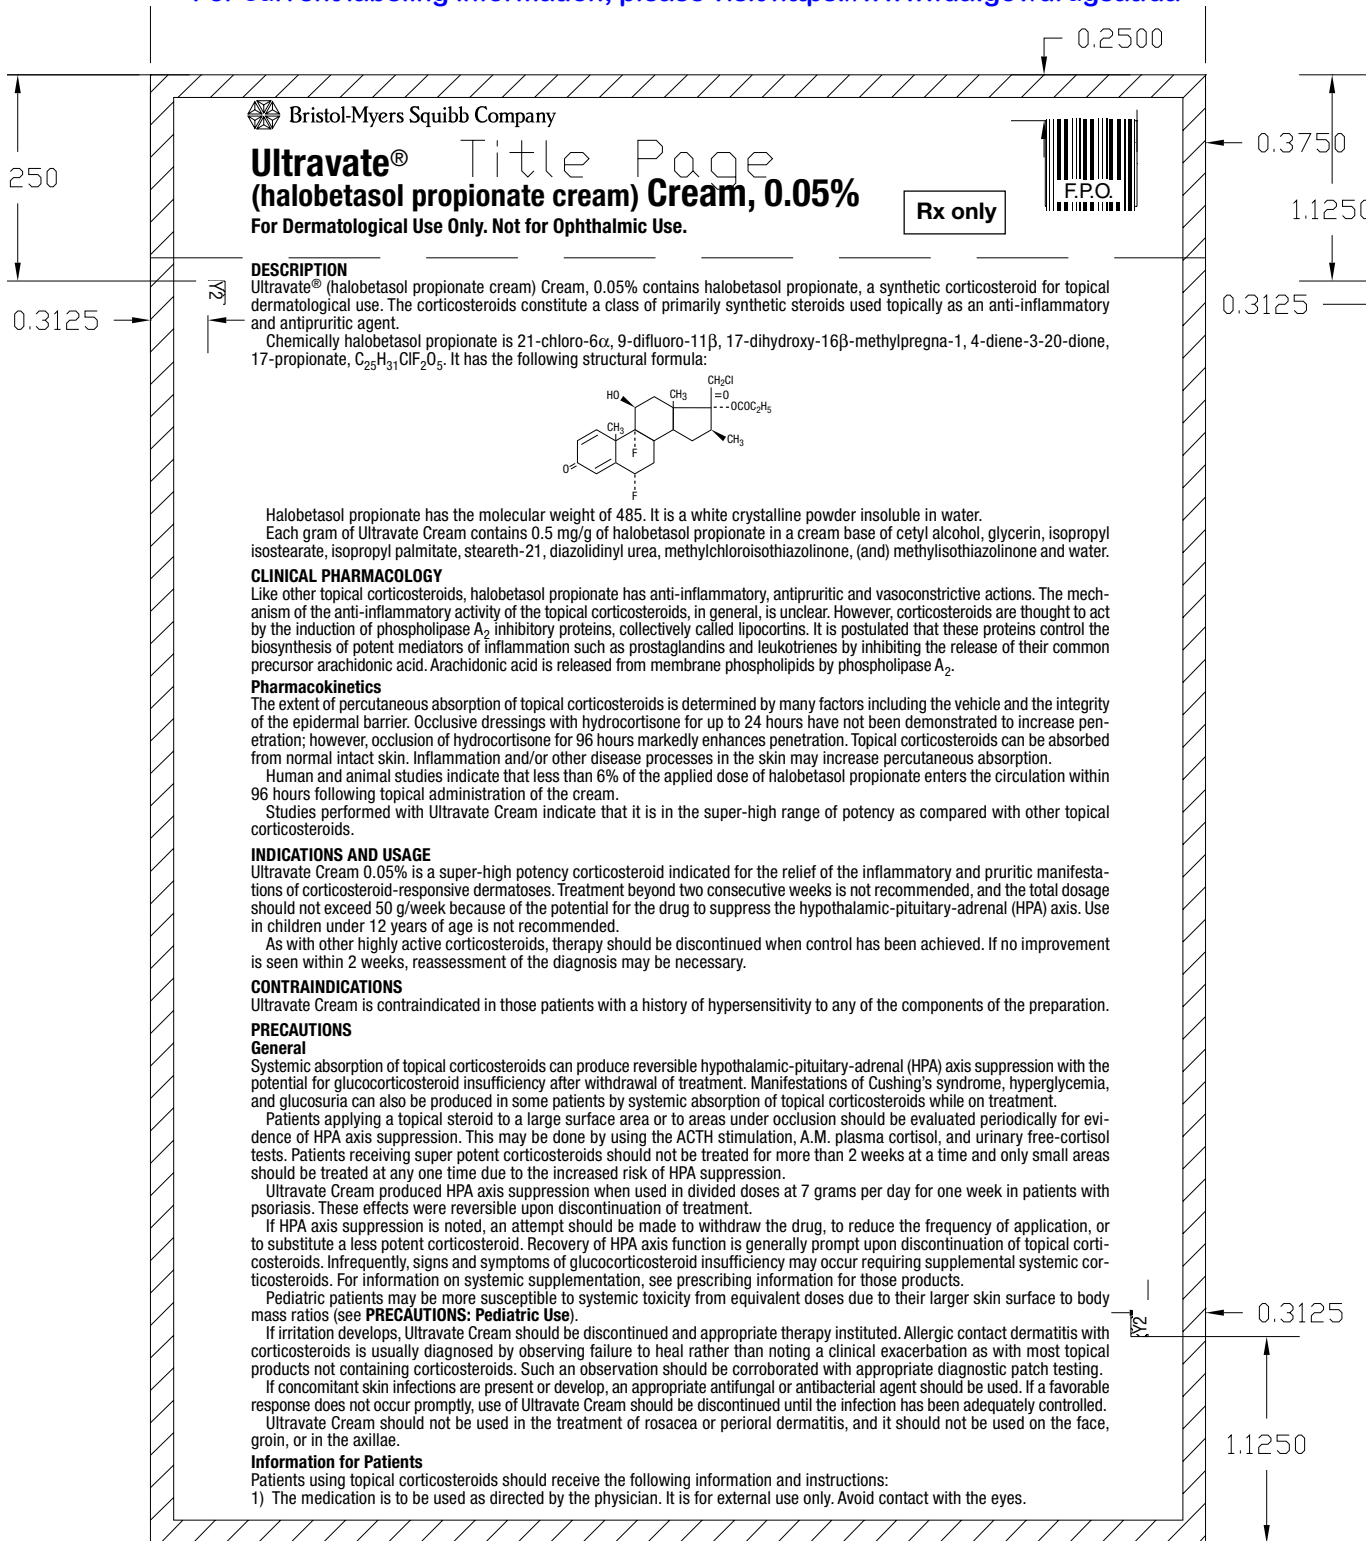 0.2500
Bristol-Myers Squibb Company
Title Page
Ultravate®
(halobetasol propionate cream) Cream, 0.05%
For Dermatological Use Only. Not for Ophthalmic Use.
Rx only
F.P.O.
0.3750
250
1.1250
0.3125
0.3125
Y2
DESCRIPTION
Ultravate® (halobetasol propionate cream) Cream, 0.05% contains halobetasol propionate, a synthetic corticosteroid for topical
dermatological use. The corticosteroids constitute a class of primarily synthetic steroids used topically as an anti-inflammatory
and antipruritic agent.
Chemically halobetasol propionate is 21-chloro-6α, 9-difluoro-11β, 17-dihydroxy-16β-methylpregna-1, 4-diene-3-20-dione,
17-propionate, C₂₅H₃₁ClF₂O₅. It has the following structural formula:
CH₂Cl
HO
CH₃
=O
OCOC₂H₅
CH₃
CH₃
F
O
F
Halobetasol propionate has the molecular weight of 485. It is a white crystalline powder insoluble in water.
Each gram of Ultravate Cream contains 0.5 mg/g of halobetasol propionate in a cream base of cetyl alcohol, glycerin, isopropyl
isostearate, isopropyl palmitate, steareth-21, diazolidinyl urea, methylchloroisothiazolinone, (and) methylisothiazolinone and water.
CLINICAL PHARMACOLOGY
Like other topical corticosteroids, halobetasol propionate has anti-inflammatory, antipruritic and vasoconstrictive actions. The mech-
anism of the anti-inflammatory activity of the topical corticosteroids, in general, is unclear. However, corticosteroids are thought to act
by the induction of phospholipase A₂ inhibitory proteins, collectively called lipocortins. It is postulated that these proteins control the
biosynthesis of potent mediators of inflammation such as prostaglandins and leukotrienes by inhibiting the release of their common
precursor arachidonic acid. Arachidonic acid is released from membrane phospholipids by phospholipase A₂.
Pharmacokinetics
The extent of percutaneous absorption of topical corticosteroids is determined by many factors including the vehicle and the integrity
of the epidermal barrier. Occlusive dressings with hydrocortisone for up to 24 hours have not been demonstrated to increase pen-
etration; however, occlusion of hydrocortisone for 96 hours markedly enhances penetration. Topical corticosteroids can be absorbed
from normal intact skin. Inflammation and/or other disease processes in the skin may increase percutaneous absorption.
Human and animal studies indicate that less than 6% of the applied dose of halobetasol propionate enters the circulation within
96 hours following topical administration of the cream.
Studies performed with Ultravate Cream indicate that it is in the super-high range of potency as compared with other topical
corticosteroids.
INDICATIONS AND USAGE
Ultravate Cream 0.05% is a super-high potency corticosteroid indicated for the relief of the inflammatory and pruritic manifesta-
tions of corticosteroid-responsive dermatoses. Treatment beyond two consecutive weeks is not recommended, and the total dosage
should not exceed 50 g/week because of the potential for the drug to suppress the hypothalamic-pituitary-adrenal (HPA) axis. Use
in children under 12 years of age is not recommended.
As with other highly active corticosteroids, therapy should be discontinued when control has been achieved. If no improvement
is seen within 2 weeks, reassessment of the diagnosis may be necessary.
CONTRAINDICATIONS
Ultravate Cream is contraindicated in those patients with a history of hypersensitivity to any of the components of the preparation.
PRECAUTIONS
General
Systemic absorption of topical corticosteroids can produce reversible hypothalamic-pituitary-adrenal (HPA) axis suppression with the
potential for glucocorticosteroid insufficiency after withdrawal of treatment. Manifestations of Cushing's syndrome, hyperglycemia,
and glucosuria can also be produced in some patients by systemic absorption of topical corticosteroids while on treatment.
Patients applying a topical steroid to a large surface area or to areas under occlusion should be evaluated periodically for evi-
dence of HPA axis suppression. This may be done by using the ACTH stimulation, A.M. plasma cortisol, and urinary free-cortisol
tests. Patients receiving super potent corticosteroids should not be treated for more than 2 weeks at a time and only small areas
should be treated at any one time due to the increased risk of HPA suppression.
Ultravate Cream produced HPA axis suppression when used in divided doses at 7 grams per day for one week in patients with
psoriasis. These effects were reversible upon discontinuation of treatment.
If HPA axis suppression is noted, an attempt should be made to withdraw the drug, to reduce the frequency of application, or
to substitute a less potent corticosteroid. Recovery of HPA axis function is generally prompt upon discontinuation of topical corti-
costeroids. Infrequently, signs and symptoms of glucocorticosteroid insufficiency may occur requiring supplemental systemic cor-
ticosteroids. For information on systemic supplementation, see prescribing information for those products.
Pediatric patients may be more susceptible to systemic toxicity from equivalent doses due to their larger skin surface to body
mass ratios (see PRECAUTIONS: Pediatric Use).
If irritation develops, Ultravate Cream should be discontinued and appropriate therapy instituted. Allergic contact dermatitis with
corticosteroids is usually diagnosed by observing failure to heal rather than noting a clinical exacerbation as with most topical
products not containing corticosteroids. Such an observation should be corroborated with appropriate diagnostic patch testing.
If concomitant skin infections are present or develop, an appropriate antifungal or antibacterial agent should be used. If a favorable
response does not occur promptly, use of Ultravate Cream should be discontinued until the infection has been adequately controlled.
Ultravate Cream should not be used in the treatment of rosacea or perioral dermatitis, and it should not be used on the face,
groin, or in the axillae.
Y2
0.3125
1.1250
Information for Patients
Patients using topical corticosteroids should receive the following information and instructions:
1) The medication is to be used as directed by the physician. It is for external use only. Avoid contact with the eyes.